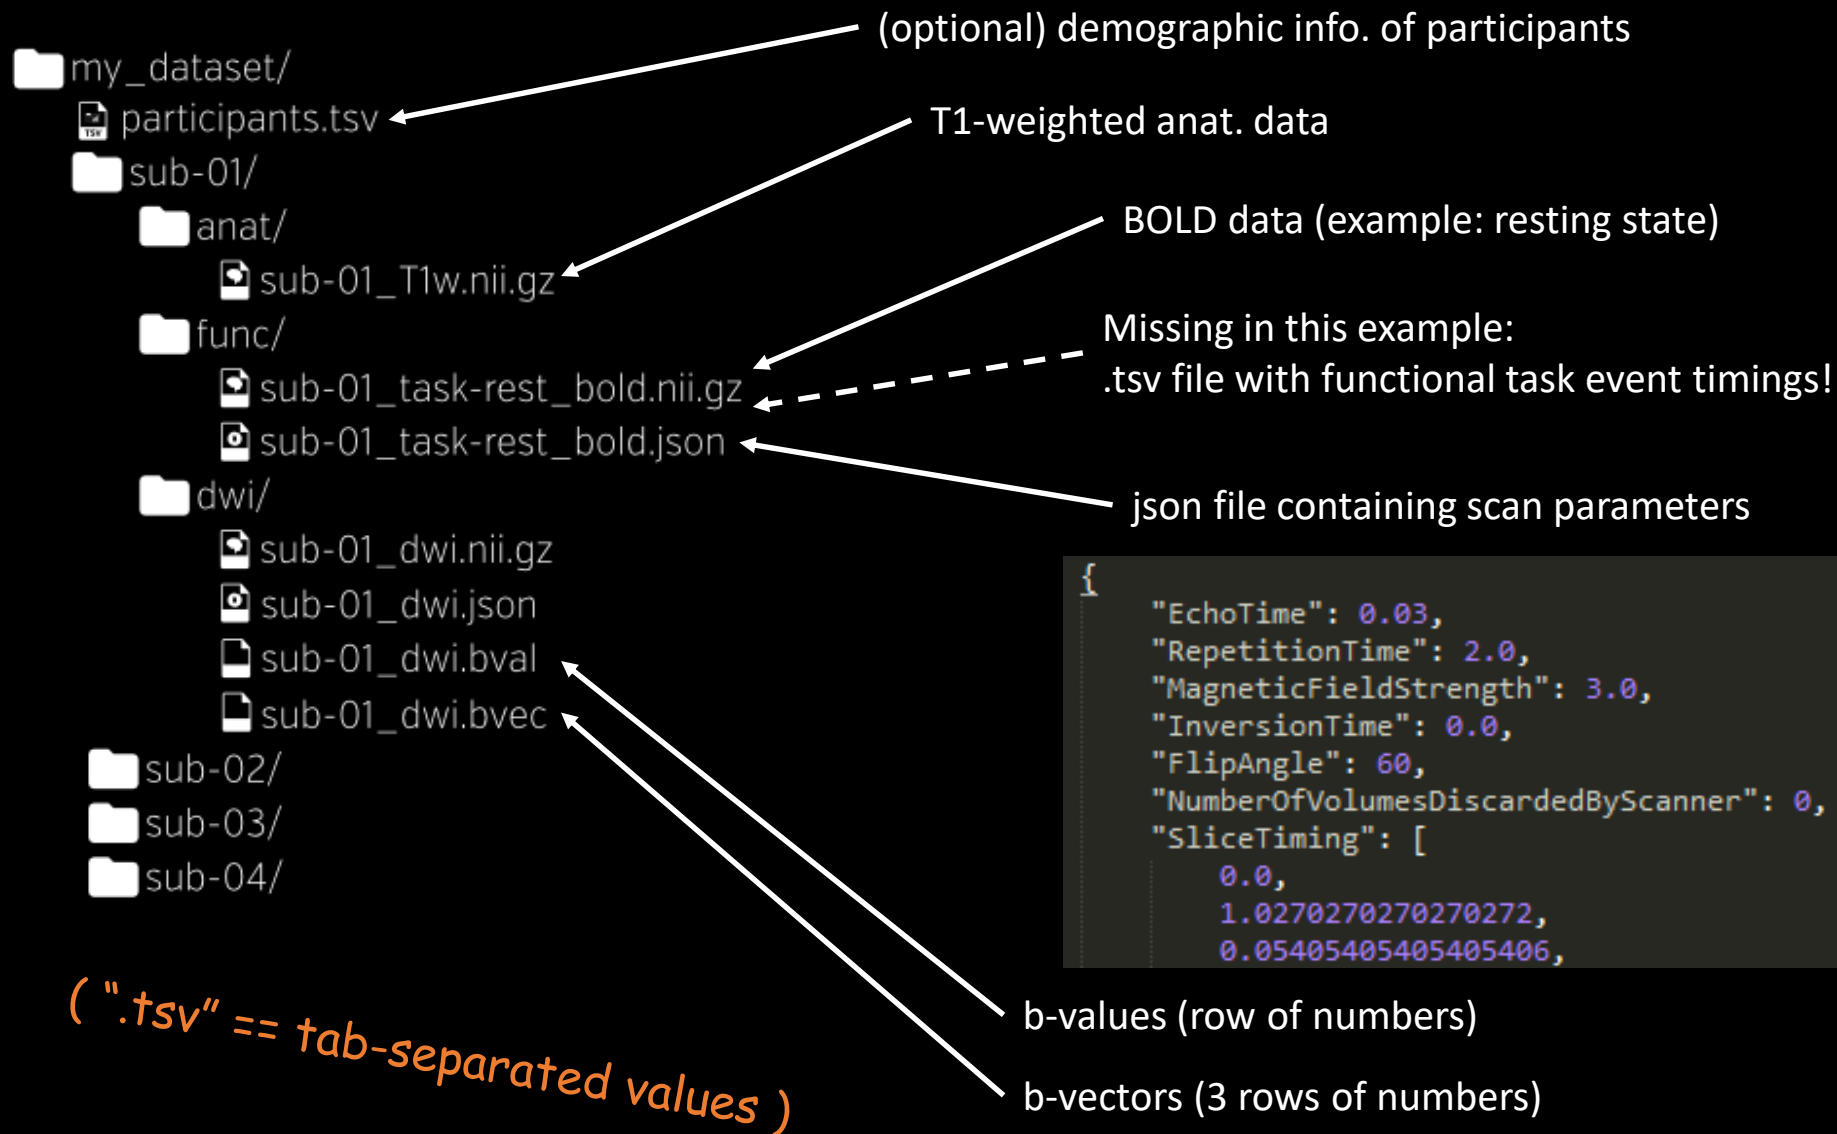 (optional) demographic info. of participants
my_dataset/
TSV
participants.tsv
T1-weighted anat. data
sub-01/
anat/
BOLD data (example: resting state)
sub-01_T1w.nii.gz
func/
Missing in this example:
.tsv file with functional task event timings!
sub-01_task-rest_bold.nii.gz
sub-01_task-rest_bold.json
dwi/
json file containing scan parameters
sub-01_dwi.nii.gz
sub-01_dwi.json
sub-01_dwi.bval
sub-01_dwi.bvec
sub-02/
sub-03/
sub-04/
{
"EchoTime": 0.03,
"RepetitionTime": 2.0,
"MagneticFieldStrength": 3.0,
"InversionTime": 0.0,
"FlipAngle": 60,
"NumberOfVolumesDiscardedByScanner": 0,
"SliceTiming": [
0.0,
1.0270270270270272,
0.05405405405405406,
( ".tsv" == tab-separated values )
b-values (row of numbers)
b-vectors (3 rows of numbers)